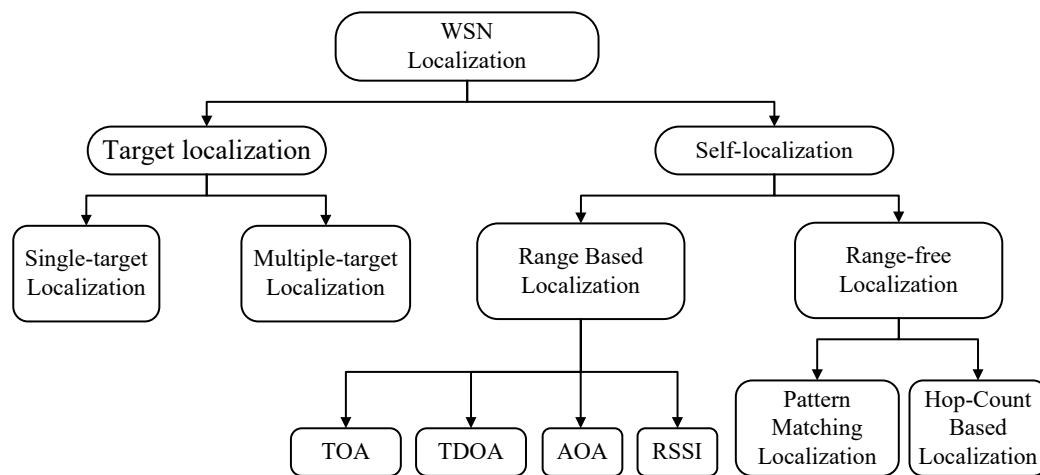 WSN
Localization
Target localization
Self-localization
Single-target
Localization
Multiple-target
Localization
Range Based
Localization
Range-free
Localization
TOA
TDOA
AOA
RSSI
Pattern
Matching
Localization
Hop-Count
Based
Localization